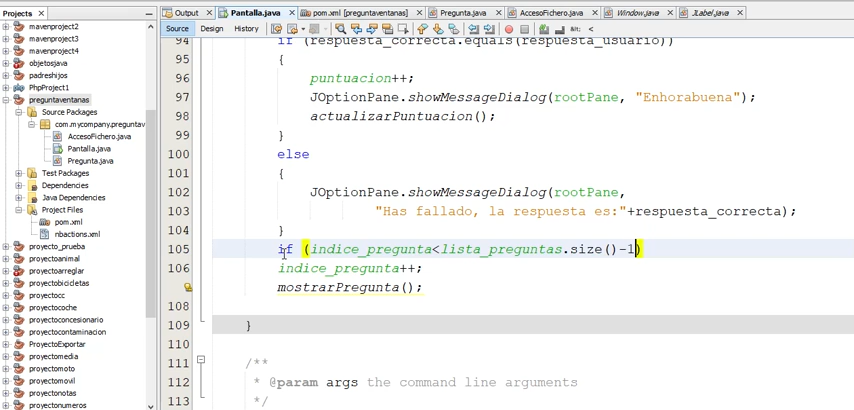 Projects
Output
Pantalla.java
pom.xml [preguntaventanas]
Pregunta.java
AccesoFichero.java
Window.java
JLabel.java
Source Design History
mavenproject2
mavenproject3
mavenproject4
objetosjava
padreshijos
PhpProject1
preguntaventanas
Source Packages
com.mycompany.preguntav
AccesoFichero.java
Pantalla.java
Pregunta.java
Test Packages
Dependencies
Java Dependencies
Project Files
pom.xml
nbactions.xml
proyecto_prueba
proyectoanimal
proyectoarreglar
proyectobicicletas
proyectocc
proyectocoche
proyectoconcesionario
proyectocontaminacion
ProyectoExportar
proyectomedia
proyectomoto
proyectomovil
proyectonotas
proyectonumeros
94 if (respuesta_correcta.equals(respuesta_usuario))
95 {
96 puntuacion++;
97 JOptionPane.showMessageDialog(rootPane, "Enhorabuena");
98 actualizarPuntuacion();
99 }
100 else
101 {
102 JOptionPane.showMessageDialog(rootPane,
103 "Has fallado, la respuesta es:"+respuesta_correcta);
104 }
105 if (indice_pregunta<lista_preguntas.size()-1)
106 indice_pregunta++;
mostrarPregunta();
108
109 }
110
111 /**
112 * @param args the command line arguments
113 */